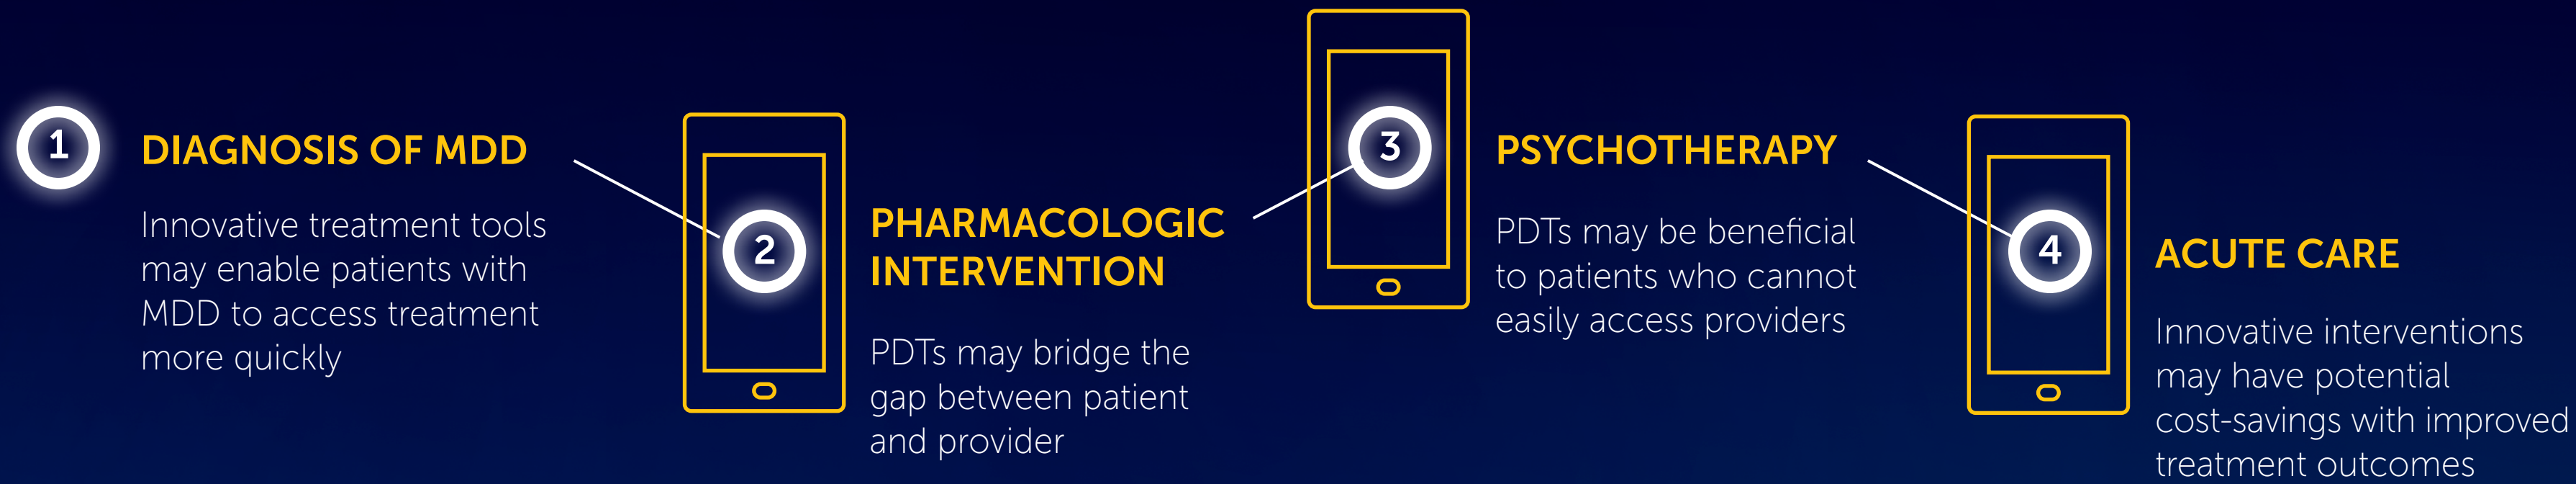 1
DIAGNOSIS OF MDD
Innovative treatment tools
may enable patients with
MDD to access treatment
more quickly
2
PHARMACOLOGIC
INTERVENTION
PDTs may bridge the
gap between patient
and provider
3
PSYCHOTHERAPY
PDTs may be beneficial
to patients who cannot
easily access providers
4
ACUTE CARE
Innovative interventions
may have potential
cost-savings with improved
treatment outcomes